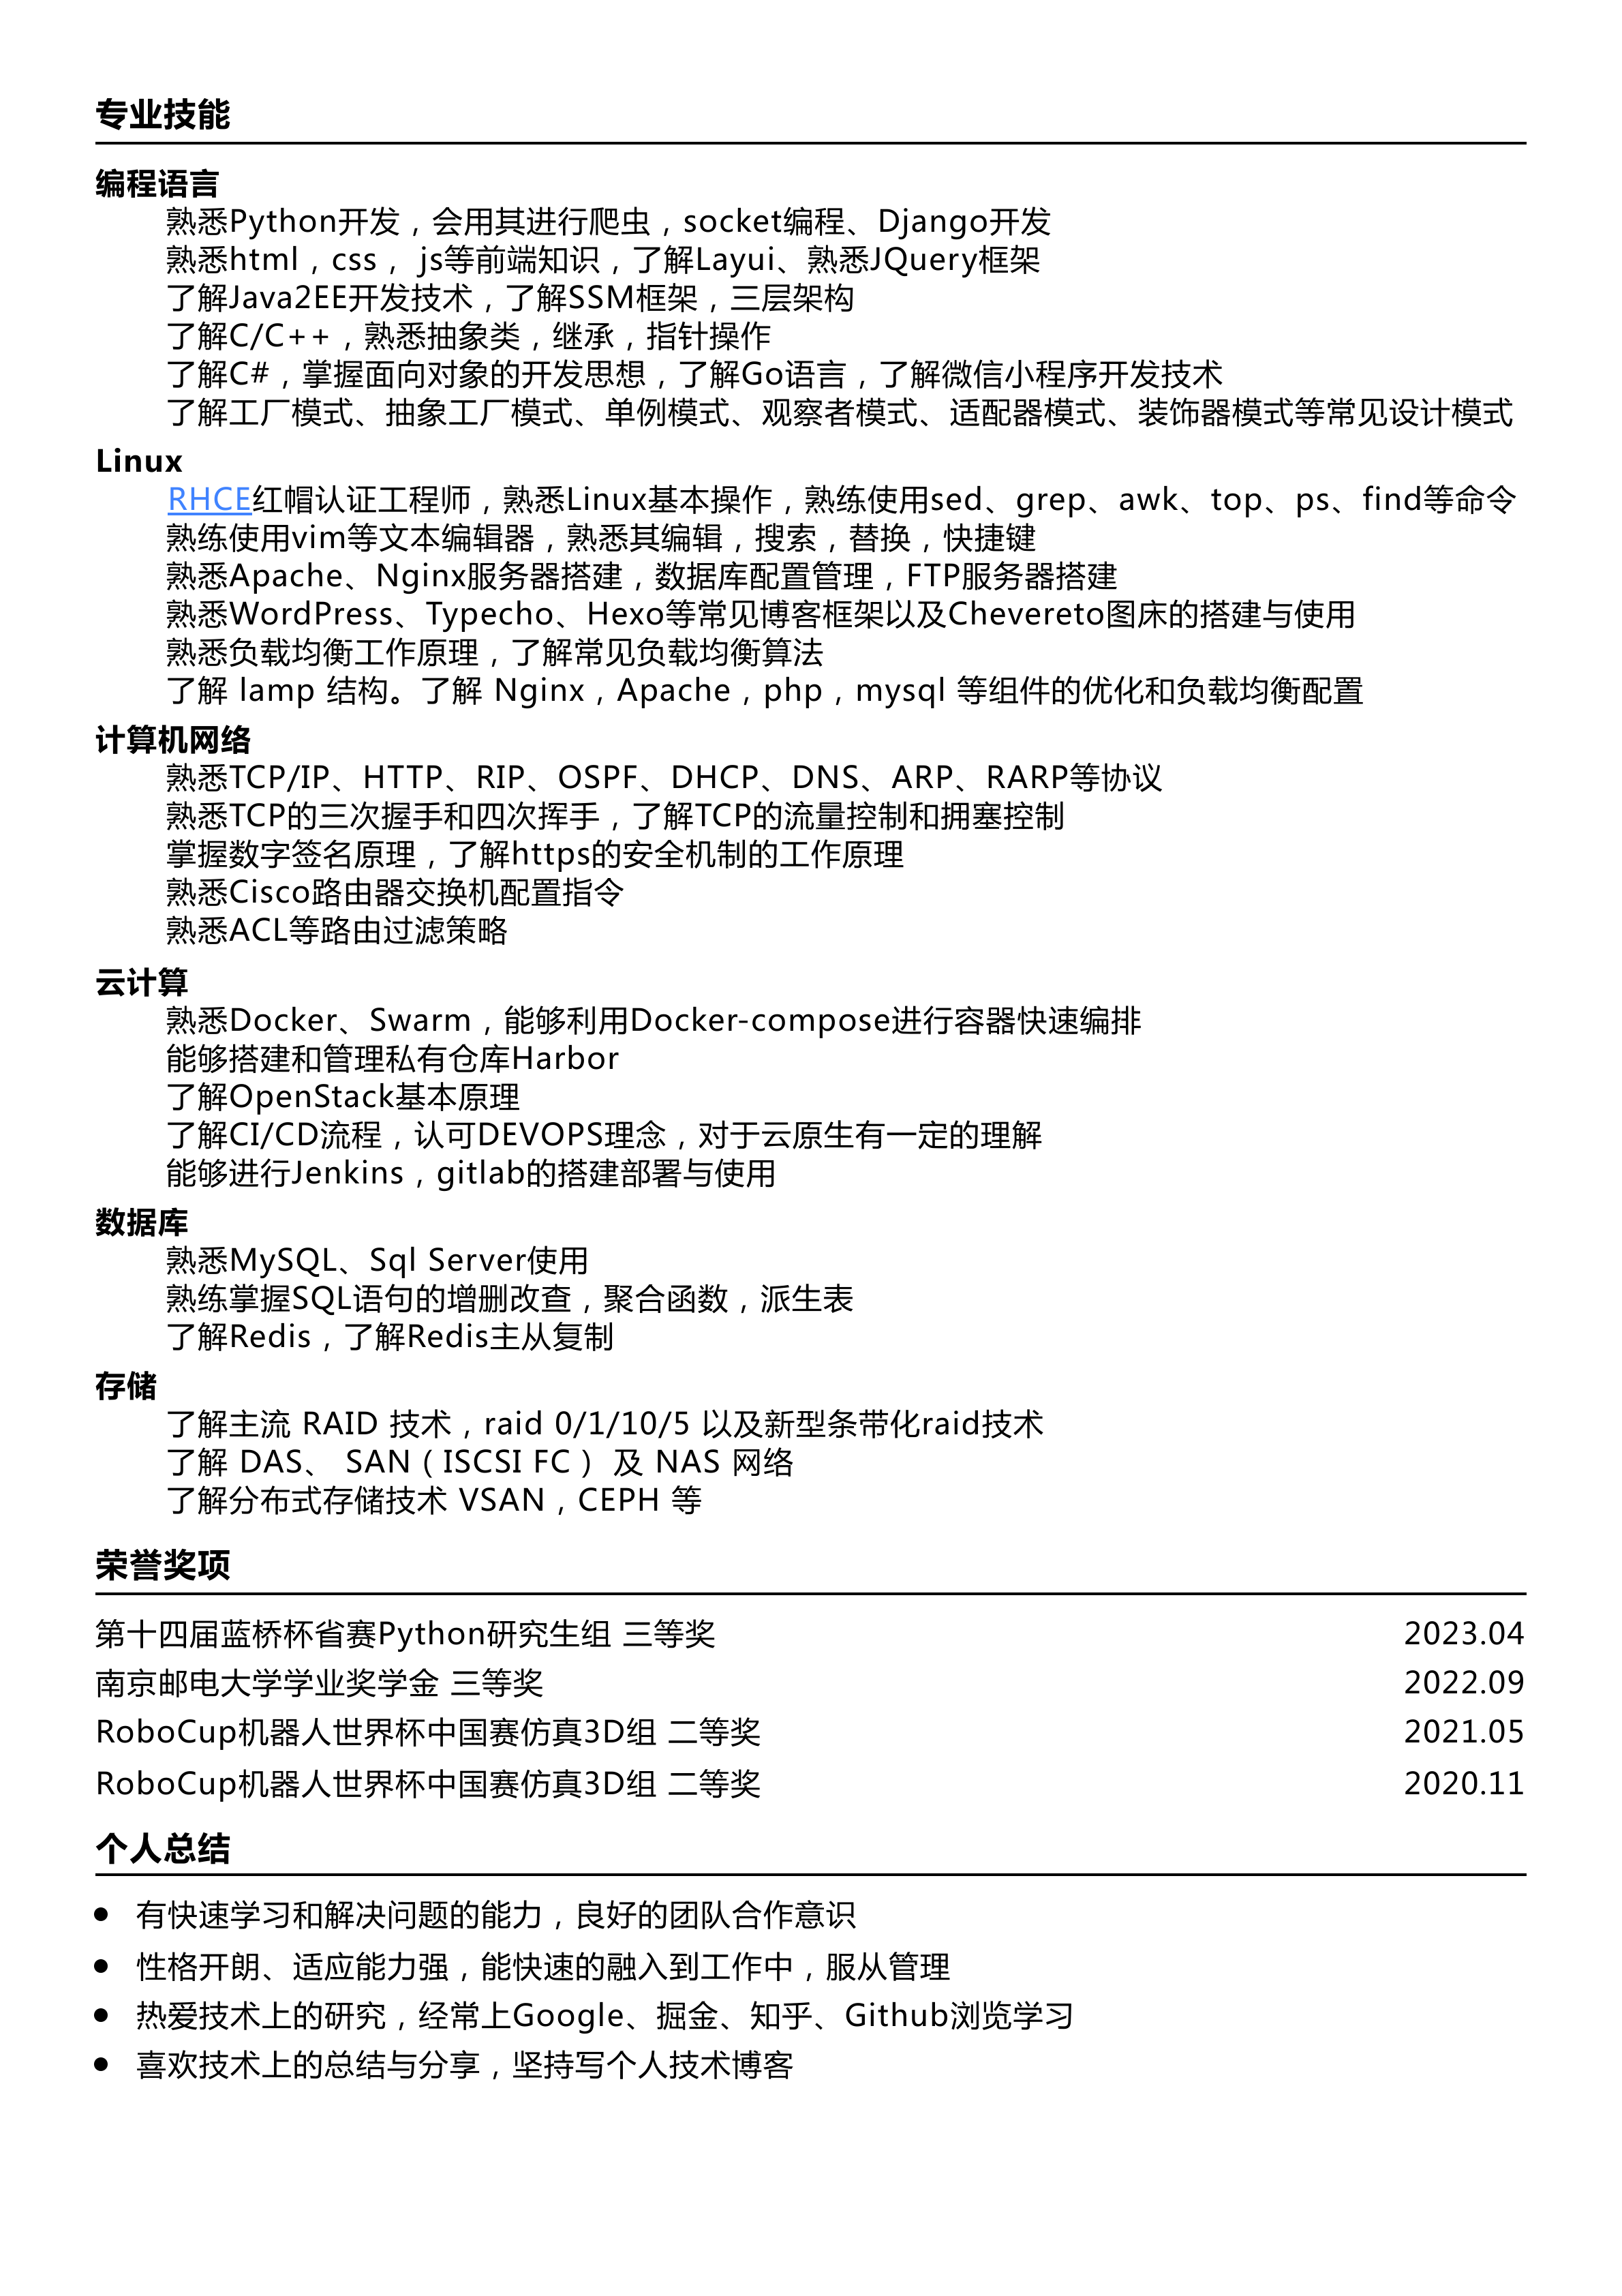 专业技能
编程语言
熟悉Python开发，会用其进行爬虫，socket编程、Django开发
熟悉html，css， js等前端知识，了解Layui、熟悉JQuery框架
了解Java2EE开发技术，了解SSM框架，三层架构
了解C/C++，熟悉抽象类，继承，指针操作
了解C#，掌握面向对象的开发思想，了解Go语言，了解微信小程序开发技术
了解工厂模式、抽象工厂模式、单例模式、观察者模式、适配器模式、装饰器模式等常见设计模式
Linux
RHCE红帽认证工程师，熟悉Linux基本操作，熟练使用sed、grep、awk、top、ps、find等命令
熟练使用vim等文本编辑器，熟悉其编辑，搜索，替换，快捷键
熟悉Apache、Nginx服务器搭建，数据库配置管理，FTP服务器搭建
熟悉WordPress、Typecho、Hexo等常见博客框架以及Chevereto图床的搭建与使用
熟悉负载均衡工作原理，了解常见负载均衡算法
了解 lamp 结构。了解 Nginx，Apache，php，mysql 等组件的优化和负载均衡配置
计算机网络
熟悉TCP/IP、HTTP、RIP、OSPF、DHCP、DNS、ARP、RARP等协议
熟悉TCP的三次握手和四次挥手，了解TCP的流量控制和拥塞控制
掌握数字签名原理，了解https的安全机制的工作原理
熟悉Cisco路由器交换机配置指令
熟悉ACL等路由过滤策略
云计算
熟悉Docker、Swarm，能够利用Docker-compose进行容器快速编排
能够搭建和管理私有仓库Harbor
了解OpenStack基本原理
了解CI/CD流程，认可DEVOPS理念，对于云原生有一定的理解
能够进行Jenkins，gitlab的搭建部署与使用
数据库
熟悉MySQL、Sql Server使用
熟练掌握SQL语句的增删改查，聚合函数，派生表
了解Redis，了解Redis主从复制
存储
了解主流 RAID 技术，raid 0/1/10/5 以及新型条带化raid技术
了解 DAS、 SAN（ISCSI FC） 及 NAS 网络
了解分布式存储技术 VSAN，CEPH 等
荣誉奖项
第十四届蓝桥杯省赛Python研究生组 三等奖 2023.04
南京邮电大学学业奖学金 三等奖 2022.09
RoboCup机器人世界杯中国赛仿真3D组 二等奖 2021.05
RoboCup机器人世界杯中国赛仿真3D组 二等奖 2020.11
个人总结
● 有快速学习和解决问题的能力，良好的团队合作意识
● 性格开朗、适应能力强，能快速的融入到工作中，服从管理
● 热爱技术上的研究，经常上Google、掘金、知乎、Github浏览学习
● 喜欢技术上的总结与分享，坚持写个人技术博客